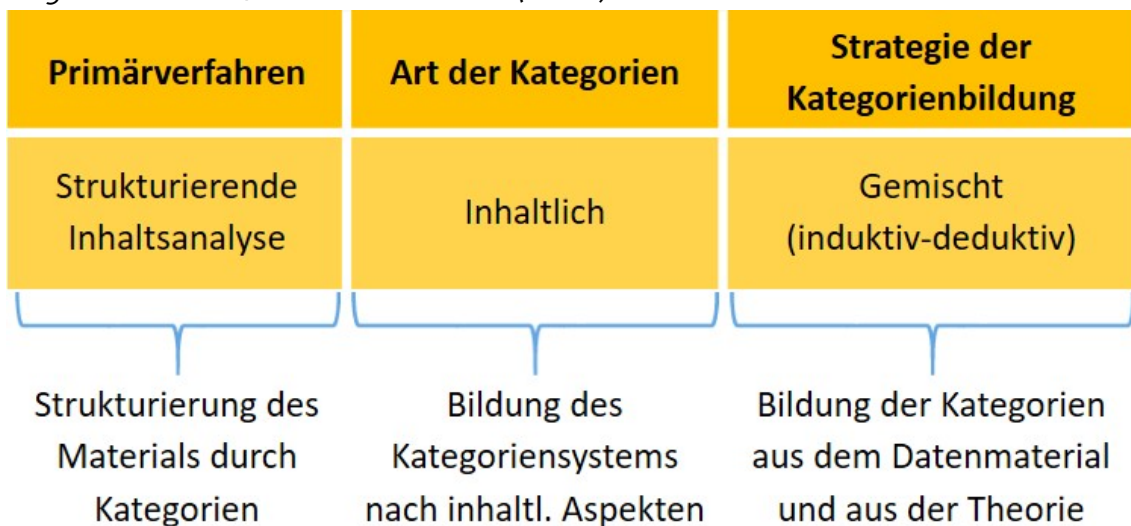 Primärverfahren
Art der Kategorien
Strategie der
Kategorienbildung
Strukturierende
Inhaltsanalyse
Inhaltlich
Gemischt
(induktiv-deduktiv)
Strukturierung des
Materials durch
Kategorien
Bildung des
Kategoriensystems
nach inhaltl. Aspekten
Bildung der Kategorien
aus dem Datenmaterial
und aus der Theorie